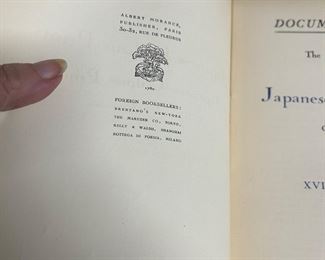 ALBERT MORANCÉ,
PUBLISHER, PARIS
30-32, RUE DE FLEURUS
1780
FOREIGN BOOKSELLERS:
BRENTANO'S NEW-YORK
THE MARUZEN CO, TOKYO,
KELLY & WALSH, SHANGHAI
BOTTEGA DI POESIA, MILANO
DOCUM
The
Japanese
XVI